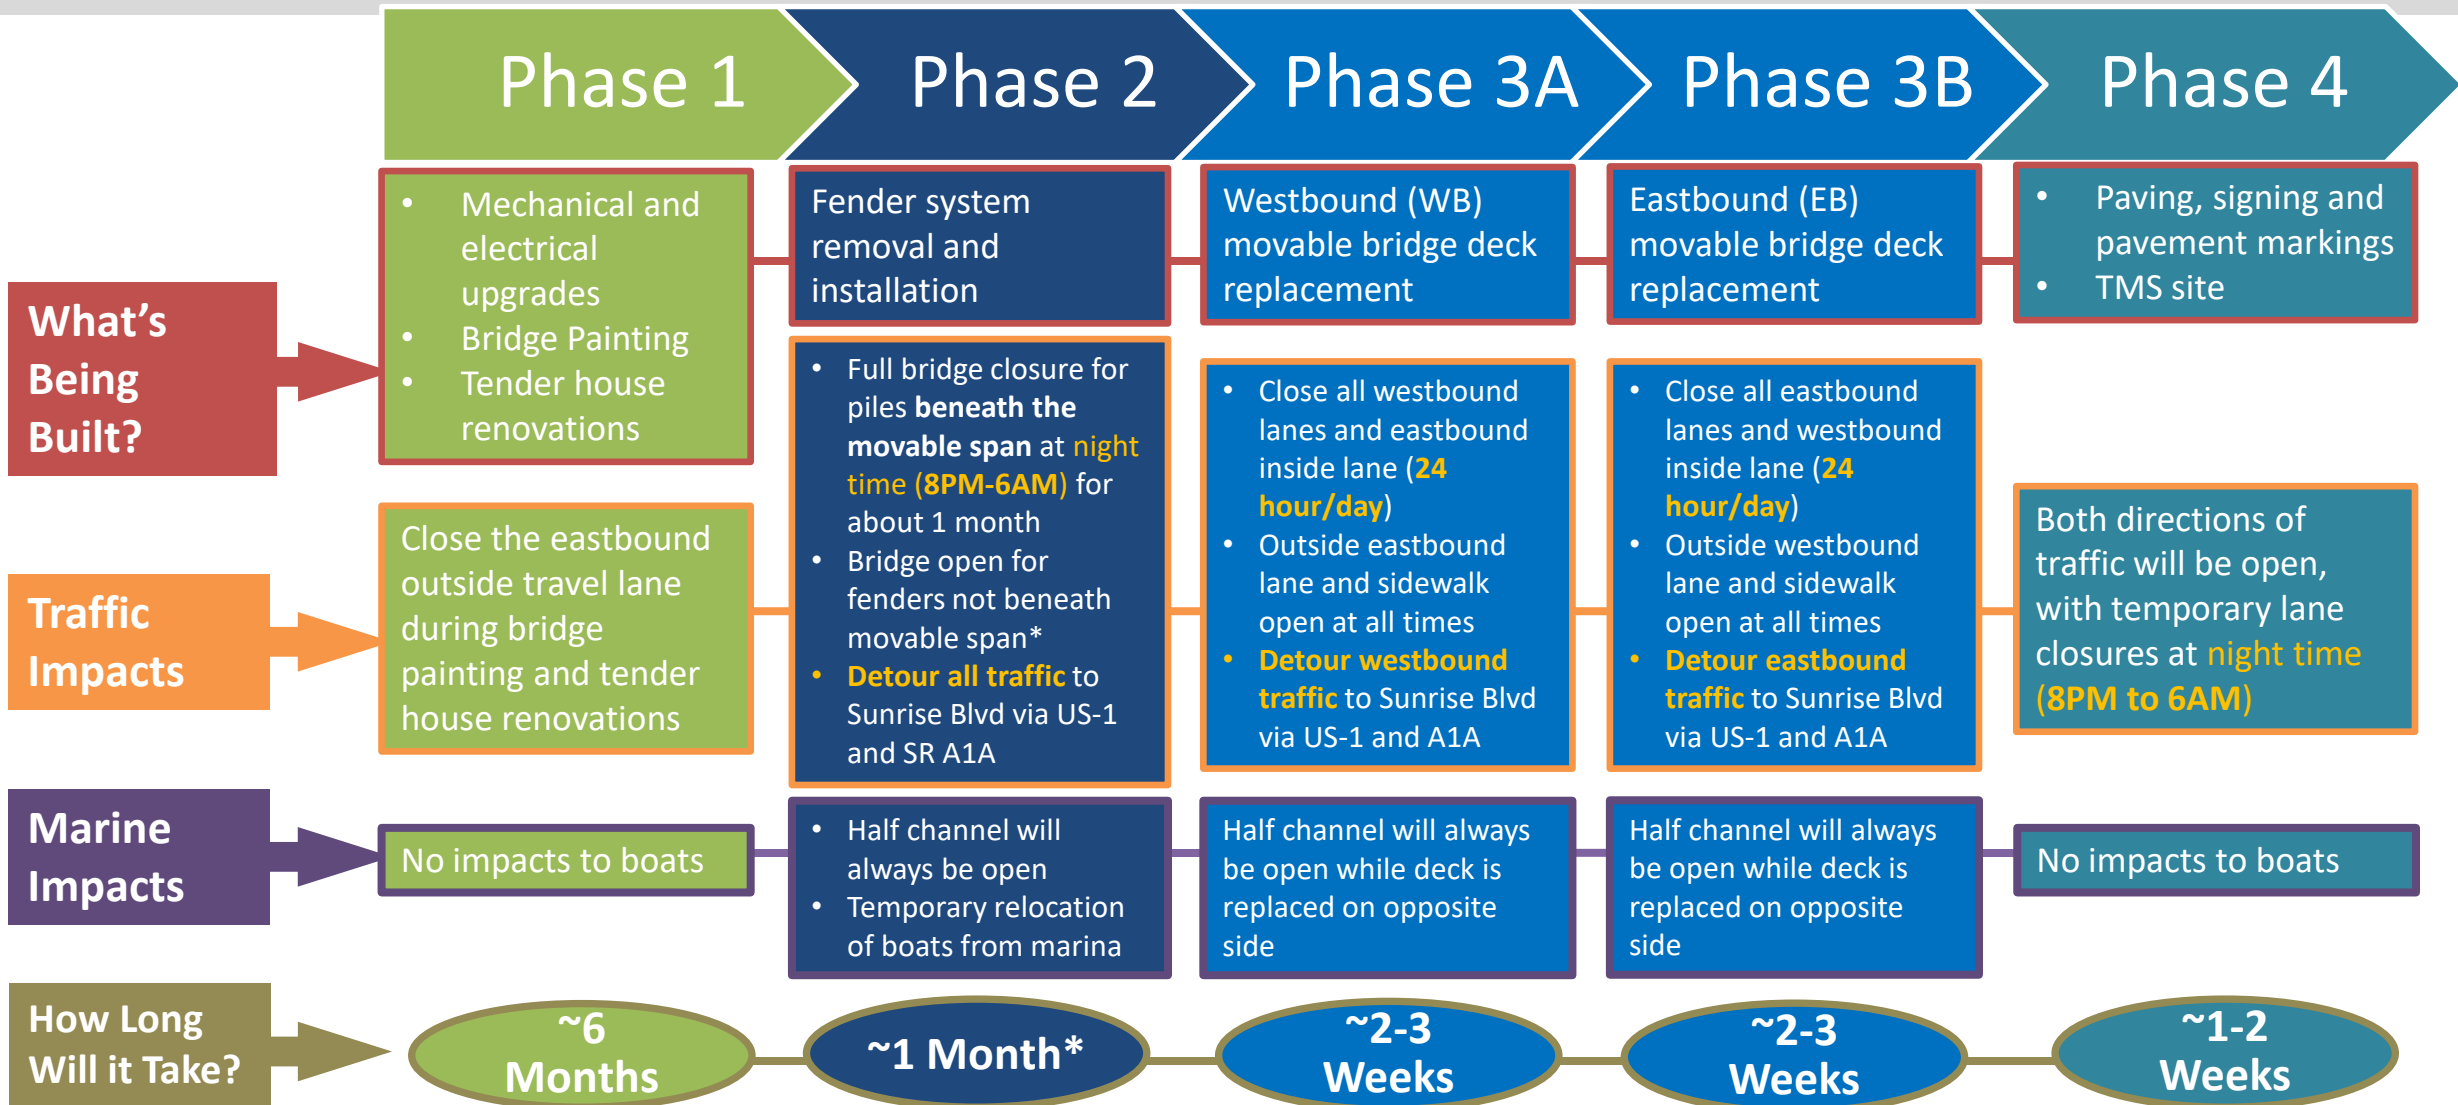 Phase 1
Phase 2
Phase 3A
Phase 3B
Phase 4
What's
Being
Built?
• Mechanical and
electrical
upgrades
• Bridge Painting
• Tender house
renovations
Fender system
removal and
installation
Westbound (WB)
movable bridge deck
replacement
Eastbound (EB)
movable bridge deck
replacement
• Paving, signing and
pavement markings
• TMS site
Traffic
Impacts
Close the eastbound
outside travel lane
during bridge
painting and tender
house renovations
• Full bridge closure for
piles beneath the
movable span at night
time (8PM-6AM) for
about 1 month
• Bridge open for
fenders not beneath
movable span*
• Detour all traffic to
Sunrise Blvd via US-1
and SR A1A
• Close all westbound
lanes and eastbound
inside lane (24
hour/day)
• Outside eastbound
lane and sidewalk
open at all times
• Detour westbound
traffic to Sunrise Blvd
via US-1 and A1A
• Close all eastbound
lanes and westbound
inside lane (24
hour/day)
• Outside westbound
lane and sidewalk
open at all times
• Detour eastbound
traffic to Sunrise Blvd
via US-1 and A1A
Both directions of
traffic will be open,
with temporary lane
closures at night time
(8PM to 6AM)
Marine
Impacts
No impacts to boats
• Half channel will
always be open
• Temporary relocation
of boats from marina
Half channel will always
be open while deck is
replaced on opposite
side
Half channel will always
be open while deck is
replaced on opposite
side
No impacts to boats
How Long
Will it Take?
~6
Months
~1 Month*
~2-3
Weeks
~2-3
Weeks
~1-2
Weeks